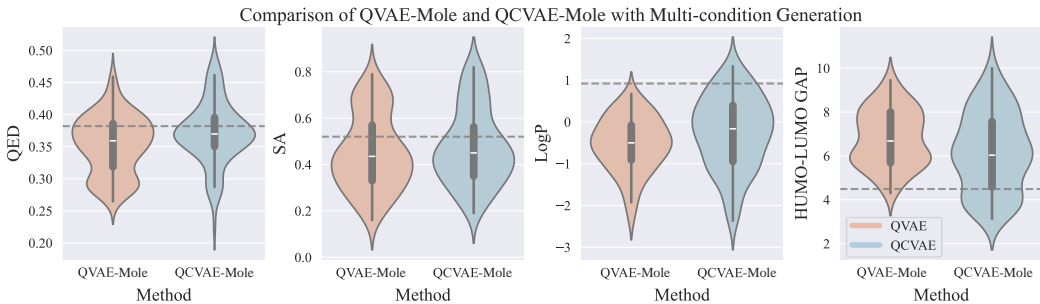 Comparison of QVAE-Mole and QCVAE-Mole with Multi-condition Generation
QED
0.50
0.45
0.40
0.35
0.30
0.25
0.20
QVAE-Mole QCVAE-Mole
Method
SA
0.8
0.6
0.4
0.2
0.0
QVAE-Mole QCVAE-Mole
Method
LogP
2
1
0
−1
−2
−3
QVAE-Mole QCVAE-Mole
Method
HUMO-LUMO GAP
10
8
6
4
2
QVAE
QCVAE
QVAE-Mole QCVAE-Mole
Method